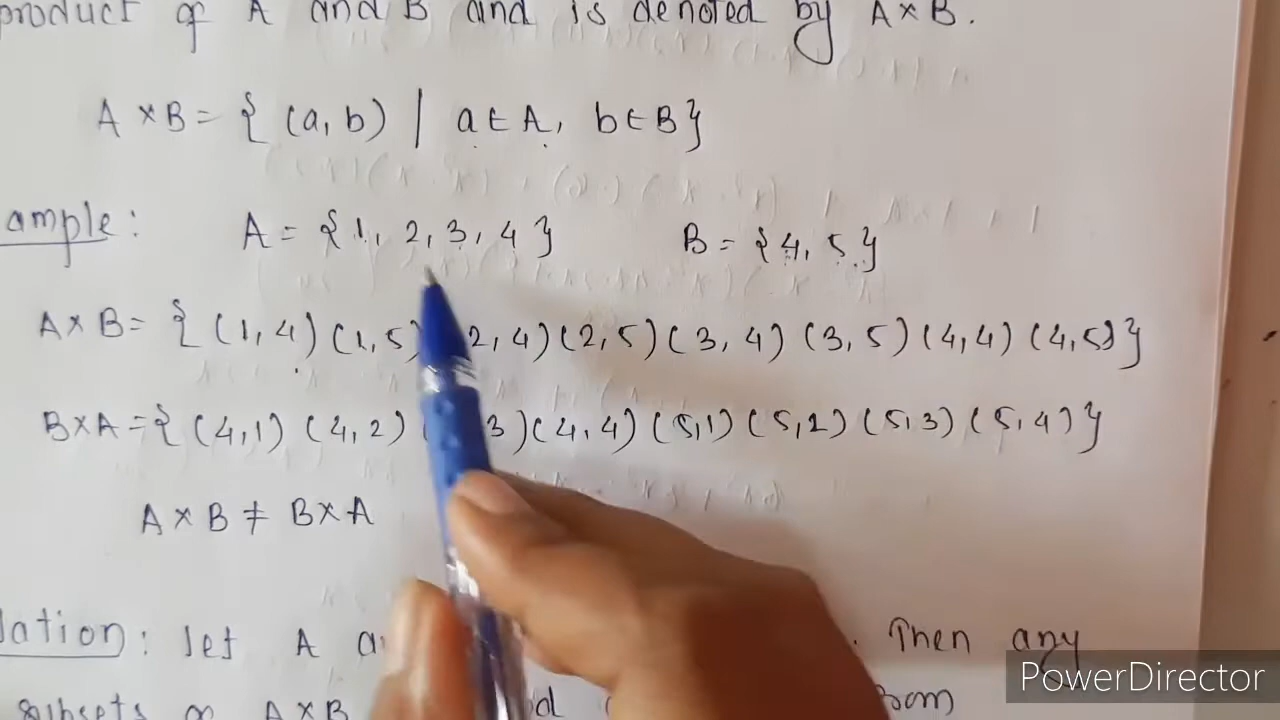 product of A and B and is denoted by A × B.
A × B = { (a, b) | a ∈ A, b ∈ B}
ample: A = {1, 2, 3, 4} B = {4, 5}
A × B = { (1, 4) (1, 5) 2, 4) (2, 5) (3, 4) (3, 5) (4, 4) (4, 5) }
B × A = { (4, 1) (4, 2) ( 3) (4, 4) (5, 1) (5, 2) (5, 3) (5, 4) }
A × B ≠ B × A
lation: let A Then any
subsets A × B
PowerDirector